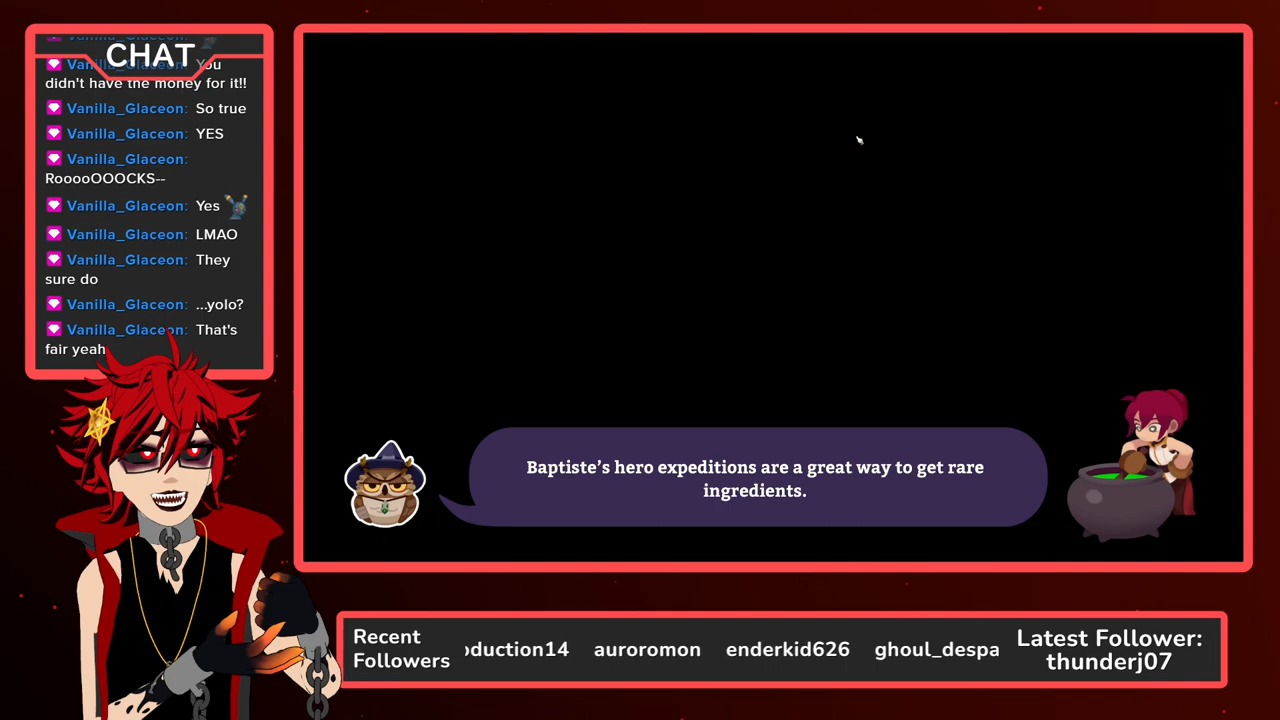 CHAT
Vanilla_Glaceon: You
didn't have the money for it!!
Vanilla_Glaceon: So true
Vanilla_Glaceon: YES
Vanilla_Glaceon:
RooooOOOCKS--
Vanilla_Glaceon: Yes
Vanilla_Glaceon: LMAO
Vanilla_Glaceon: They
sure do
Vanilla_Glaceon: ...yolo?
Vanilla_Glaceon: That's
fair yeah
Baptiste's hero expeditions are a great way to get rare
ingredients.
Recent
Followers
oduction14 auroromon enderkid626 ghoul_despa
Latest Follower:
thunderj07